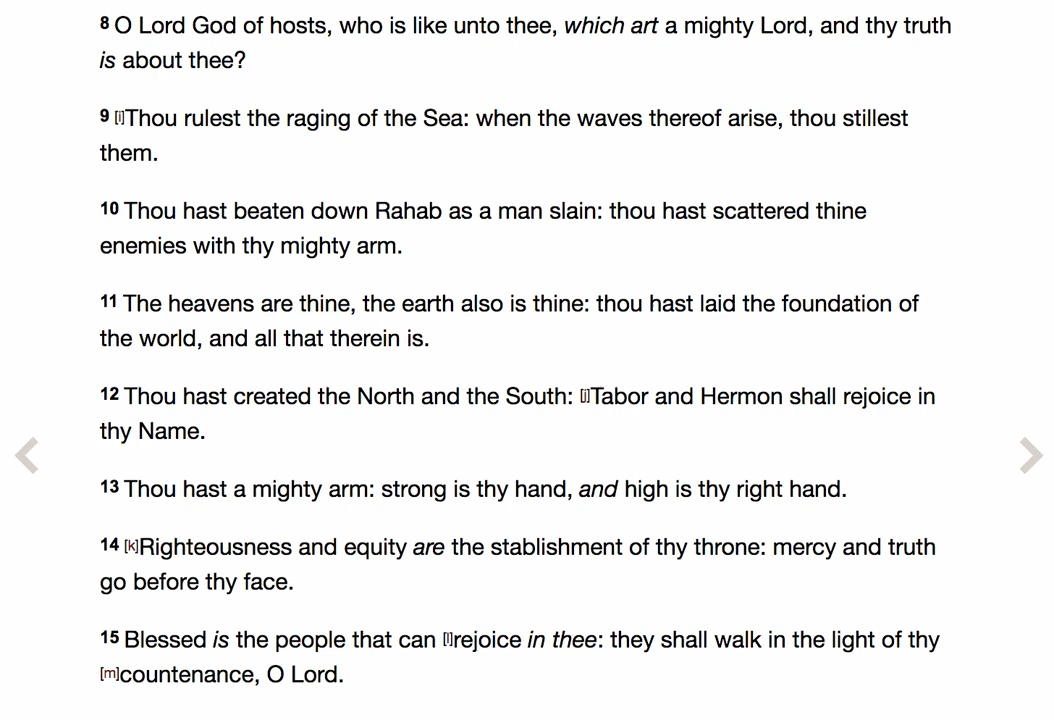 8 O Lord God of hosts, who is like unto thee, which art a mighty Lord, and thy truth
is about thee?
9 [i]Thou rulest the raging of the Sea: when the waves thereof arise, thou stillest
them.
10 Thou hast beaten down Rahab as a man slain: thou hast scattered thine
enemies with thy mighty arm.
11 The heavens are thine, the earth also is thine: thou hast laid the foundation of
the world, and all that therein is.
12 Thou hast created the North and the South: [j]Tabor and Hermon shall rejoice in
thy Name.
13 Thou hast a mighty arm: strong is thy hand, and high is thy right hand.
14 [k]Righteousness and equity are the stablishment of thy throne: mercy and truth
go before thy face.
15 Blessed is the people that can [l]rejoice in thee: they shall walk in the light of thy
[m]countenance, O Lord.